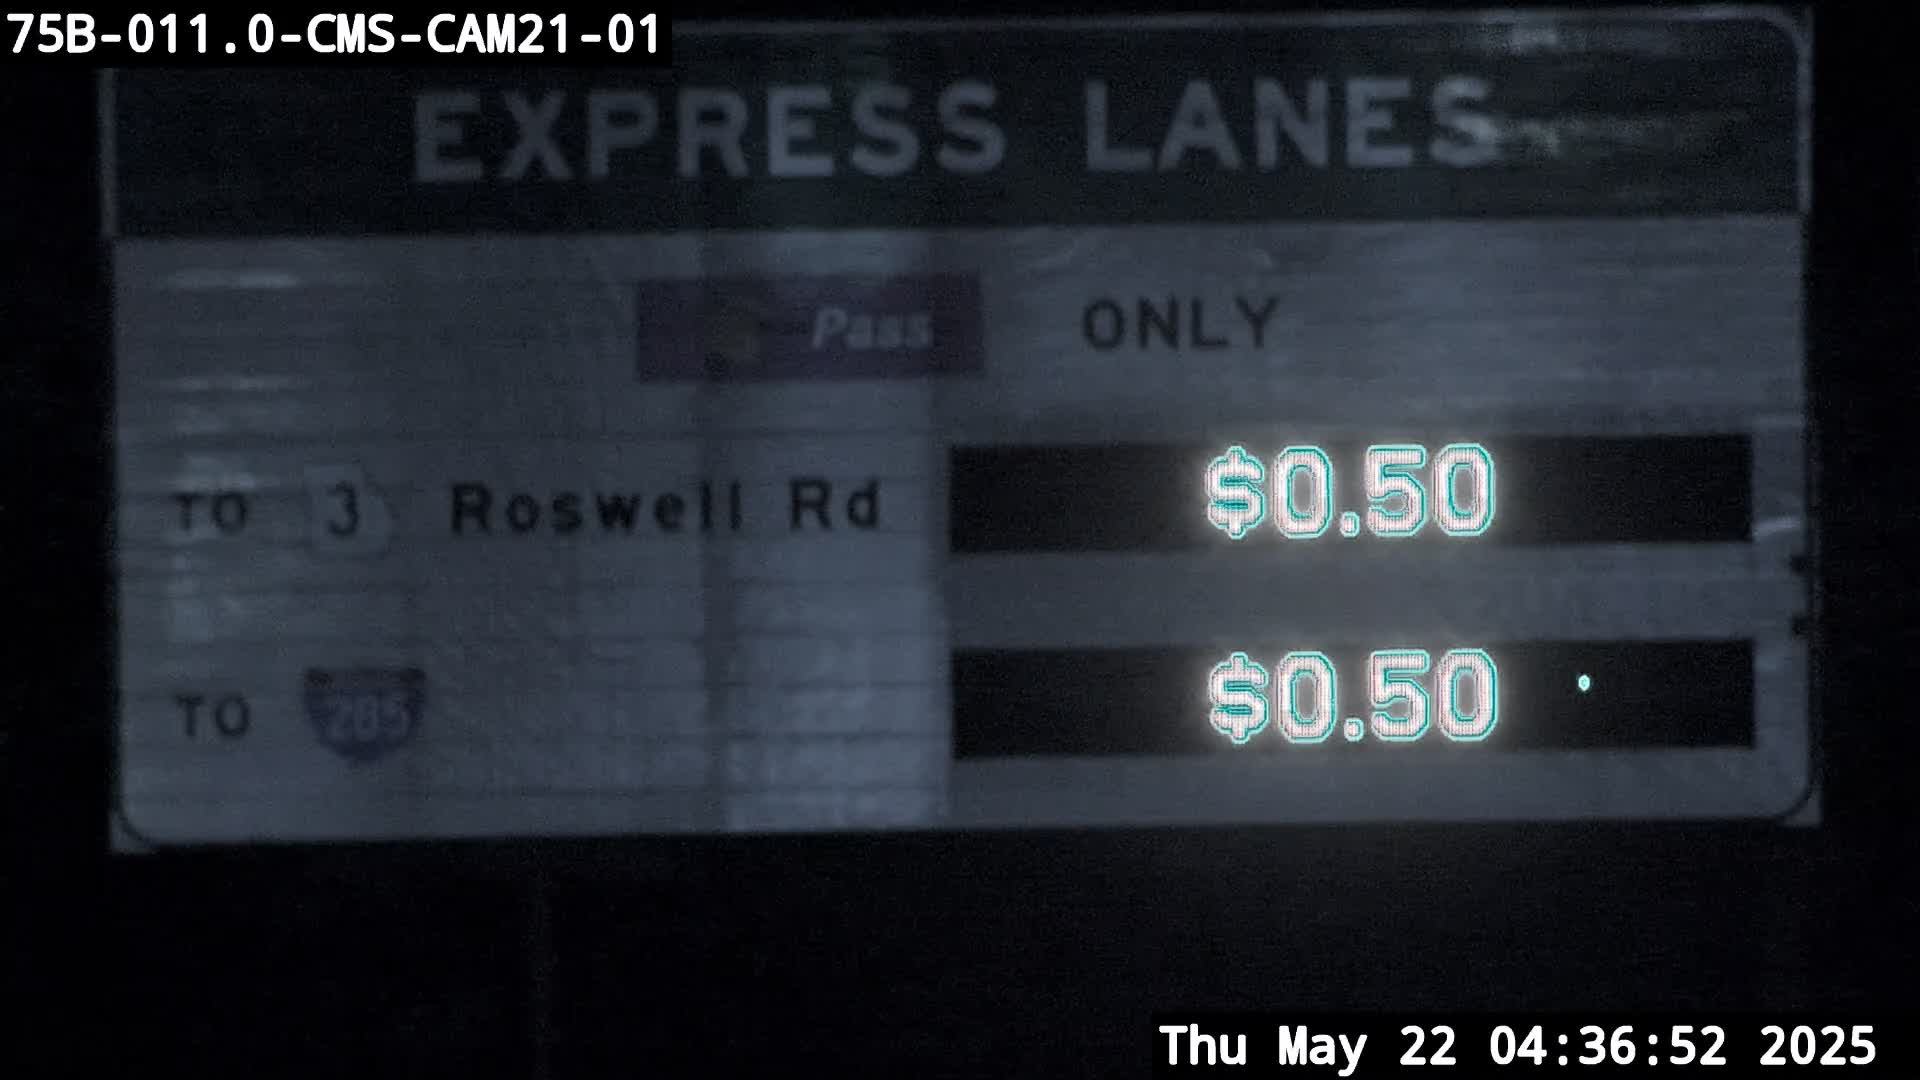 75B-011.0-CMS-CAM21-01
EXPRESS LANES
Pass ONLY
TO 3 Roswell Rd $0.50
TO 285 $0.50
Thu May 22 04:36:52 2025